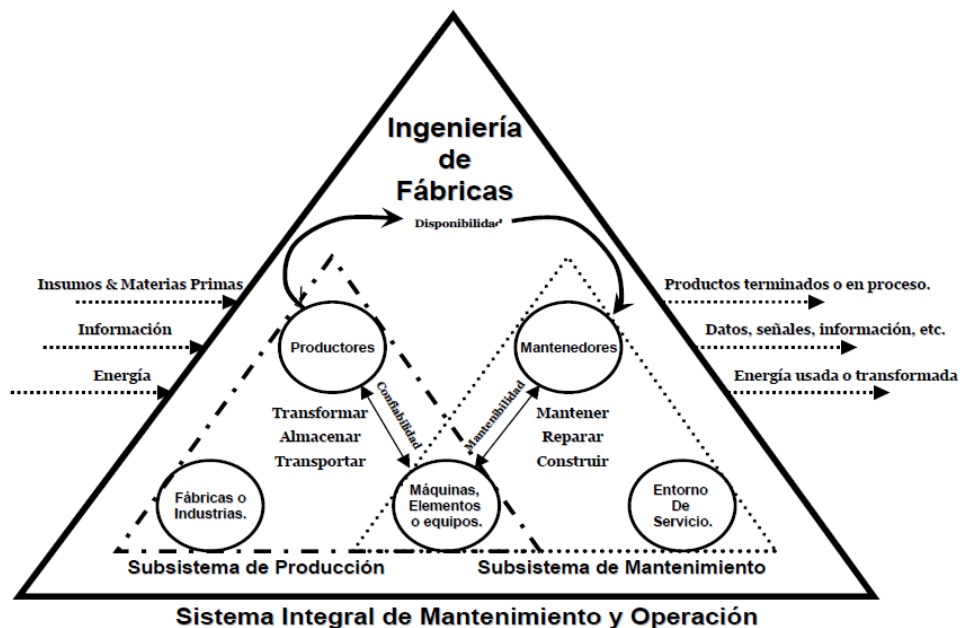 Ingeniería
de
Fábricas
Disponibilidad
Insumos & Materias Primas
Información
Energía
Productos terminados o en proceso.
Datos, señales, información, etc.
Energía usada o transformada
Productores
Mantenedores
Confiabilidad
Mantenibilidad
Transformar
Almacenar
Transportar
Mantener
Reparar
Construir
Fábricas o
Industrias.
Máquinas,
Elementos
o equipos.
Entorno
De
Servicio.
Subsistema de Producción
Subsistema de Mantenimiento
Sistema Integral de Mantenimiento y Operación